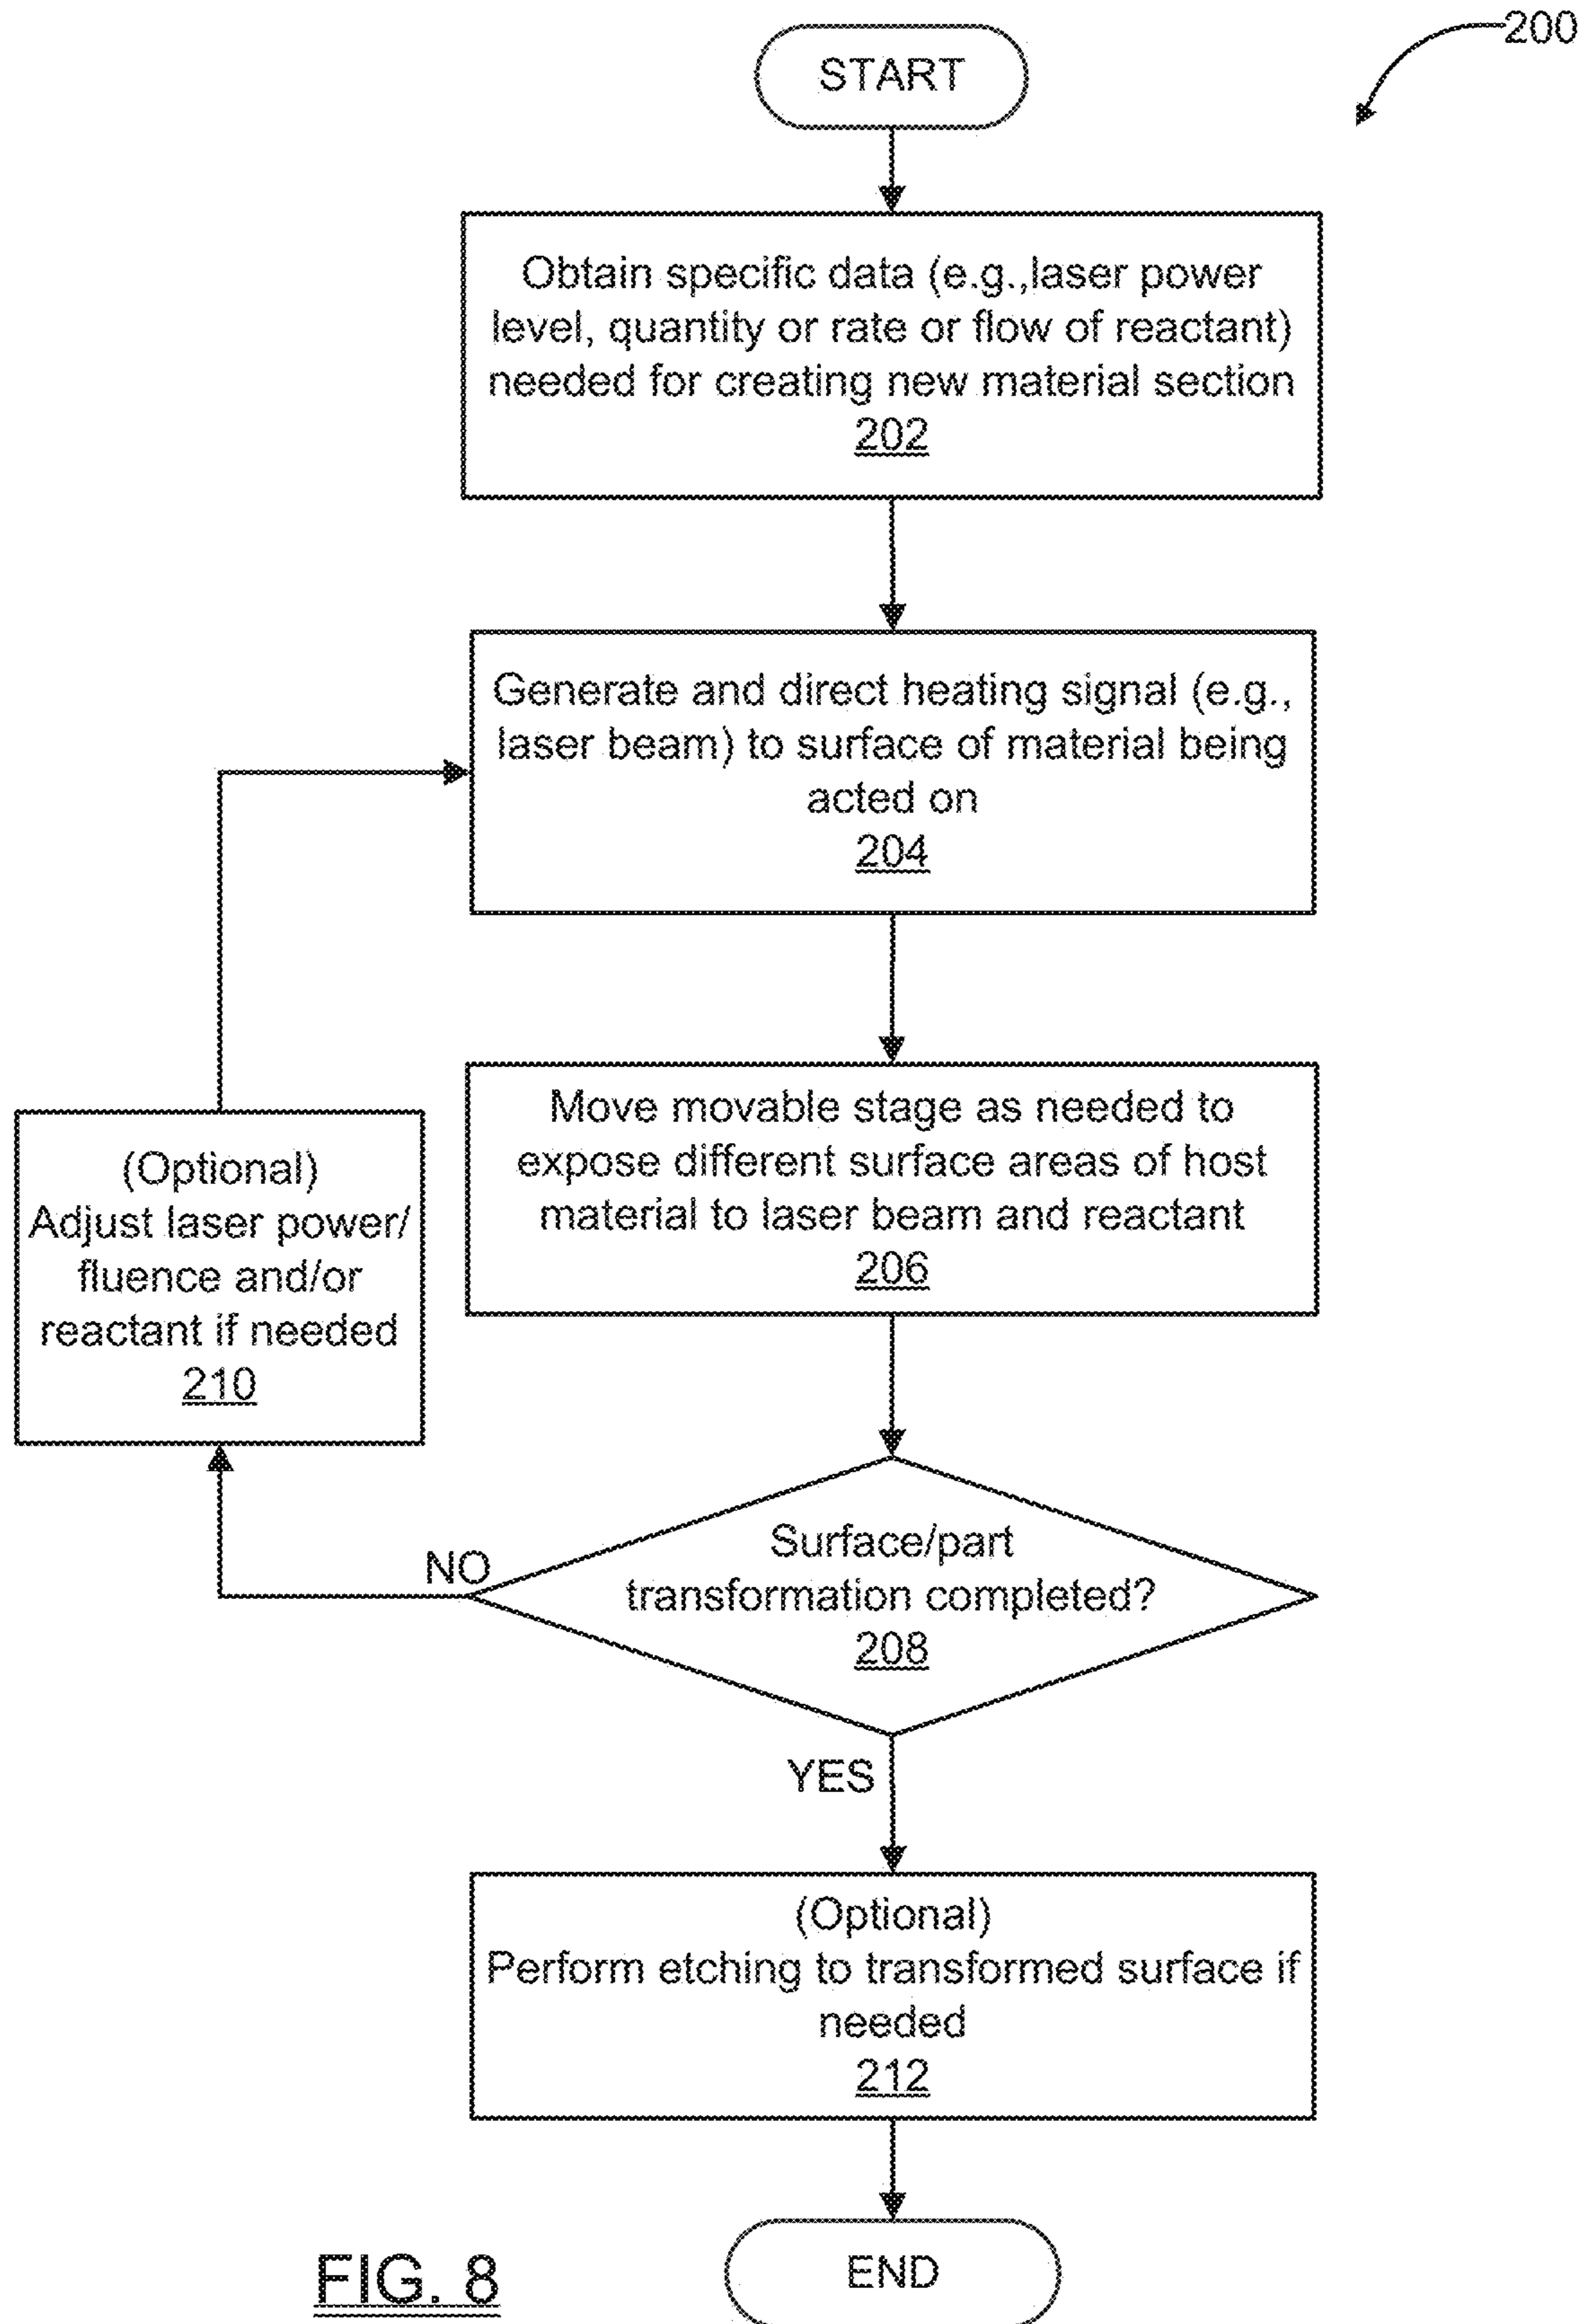 200
START
Obtain specific data (e.g.,laser power
level, quantity or rate or flow of reactant)
needed for creating new material section
202
Generate and direct heating signal (e.g.,
laser beam) to surface of material being
acted on
204
Move movable stage as needed to
expose different surface areas of host
material to laser beam and reactant
206
(Optional)
Adjust laser power/
fluence and/or
reactant if needed
210
Surface/part
transformation completed?
208
NO
YES
(Optional)
Perform etching to transformed surface if
needed
212
END
FIG. 8